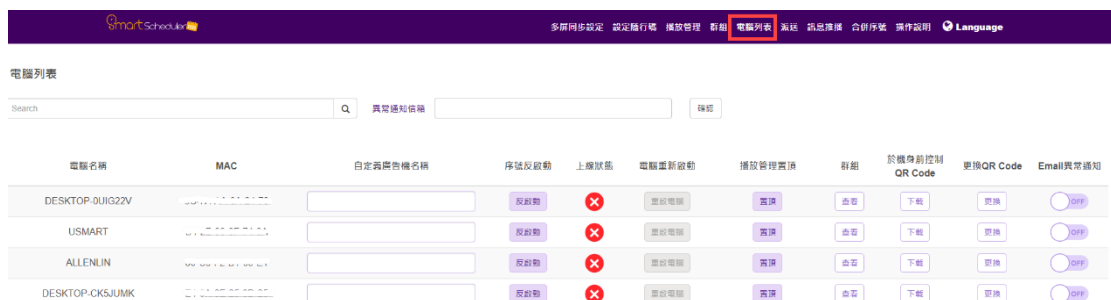 Smart Scheduler 多屏同步設定 設定隨行碼 播放管理 群組 電腦列表 派送 訊息推播 合併序號 操作說明 Language
電腦列表
Search 異常通知信箱 確認
電腦名稱 MAC 自定義廣告機名稱 序號反啟動 上線狀態 電腦重新啟動 播放管理置頂 群組 於機身前控制 更換QR Code Email異常通知
QR Code
DESKTOP-0UIG22V 反啟動 重啟電腦 置頂 查看 下載 更換 OFF
USMART 反啟動 重啟電腦 置頂 查看 下載 更換 OFF
ALLENLIN 反啟動 重啟電腦 置頂 查看 下載 更換 OFF
DESKTOP-CK5JUMK 反啟動 重啟電腦 置頂 查看 下載 更換 OFF